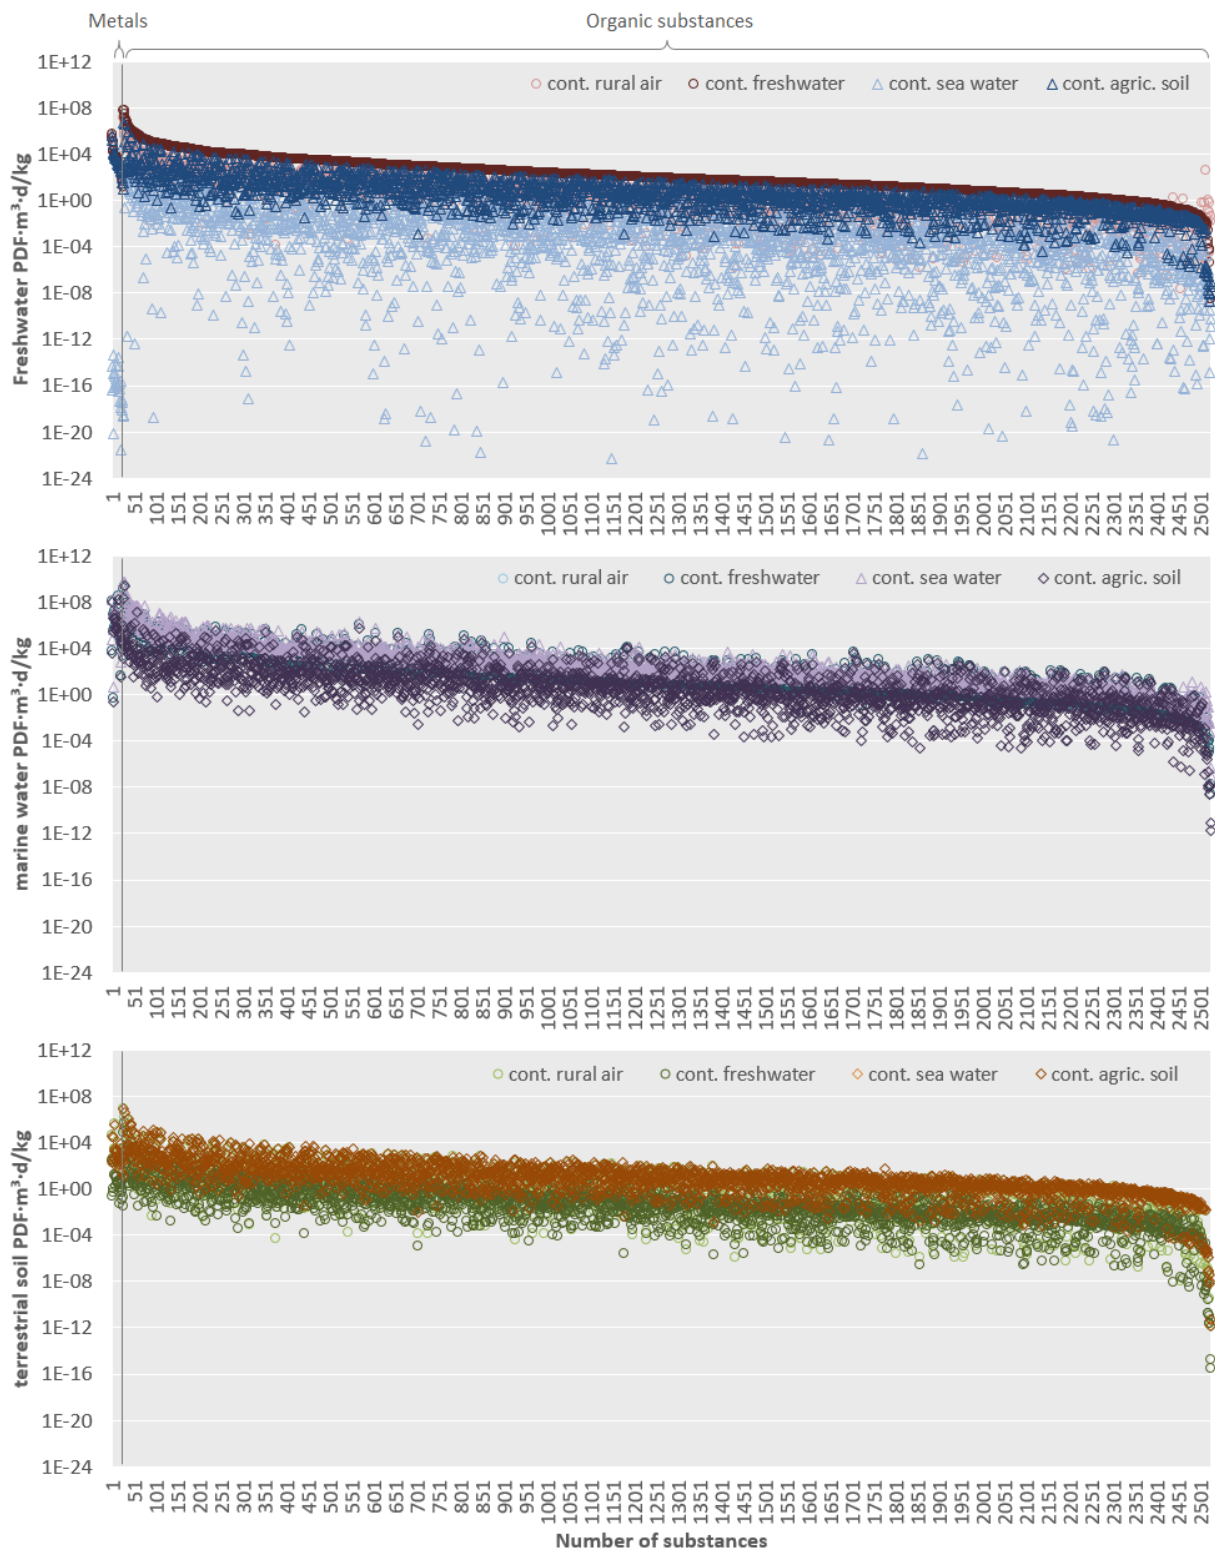 Metals Organic substances
1E+12
cont. rural air cont. freshwater cont. sea water cont. agric. soil
1E+08
1E+04
1E+00
1E-04
1E-08
1E-12
1E-16
1E-20
1E-24
Freshwater PDF·m³·d/kg
1 51 101 151 201 251 301 351 401 451 501 551 601 651 701 751 801 851 901 951 1001 1051 1101 1151 1201 1251 1301 1351 1401 1451 1501 1551 1601 1651 1701 1751 1801 1851 1901 1951 2001 2051 2101 2151 2201 2251 2301 2351 2401 2451 2501
1E+12
cont. rural air cont. freshwater cont. sea water cont. agric. soil
1E+08
1E+04
1E+00
1E-04
1E-08
1E-12
1E-16
1E-20
1E-24
marine water PDF·m³·d/kg
1 51 101 151 201 251 301 351 401 451 501 551 601 651 701 751 801 851 901 951 1001 1051 1101 1151 1201 1251 1301 1351 1401 1451 1501 1551 1601 1651 1701 1751 1801 1851 1901 1951 2001 2051 2101 2151 2201 2251 2301 2351 2401 2451 2501
1E+12
cont. rural air cont. freshwater cont. sea water cont. agric. soil
1E+08
1E+04
1E+00
1E-04
1E-08
1E-12
1E-16
1E-20
1E-24
terrestrial soil PDF·m³·d/kg
1 51 101 151 201 251 301 351 401 451 501 551 601 651 701 751 801 851 901 951 1001 1051 1101 1151 1201 1251 1301 1351 1401 1451 1501 1551 1601 1651 1701 1751 1801 1851 1901 1951 2001 2051 2101 2151 2201 2251 2301 2351 2401 2451 2501
Number of substances